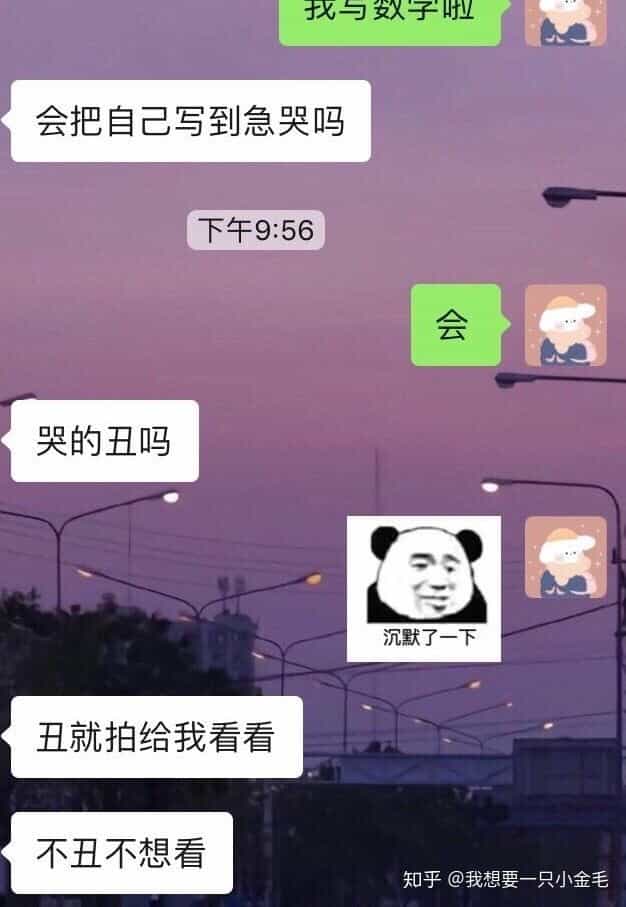 我写数学啦
会把自己写到急哭吗
下午9:56
会
哭的丑吗
沉默了一下
丑就拍给我看看
不丑不想看
知乎 @我想要一只小金毛